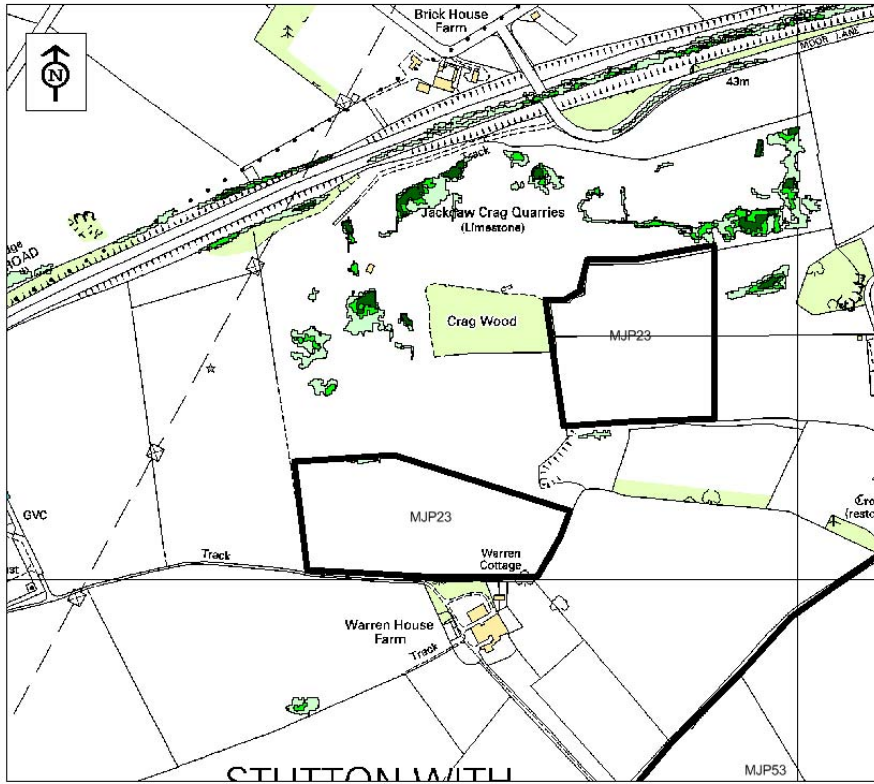 Brick House
Farm
N
MOOR LANE
43m
Track
Jackdaw Crag Quarries
(Limestone)
ROAD
Crag Wood
MJP23
MJP23
GVC
Track
Warren
Cottage
Warren House
Farm
Track
STUTTON WITH
MJP53